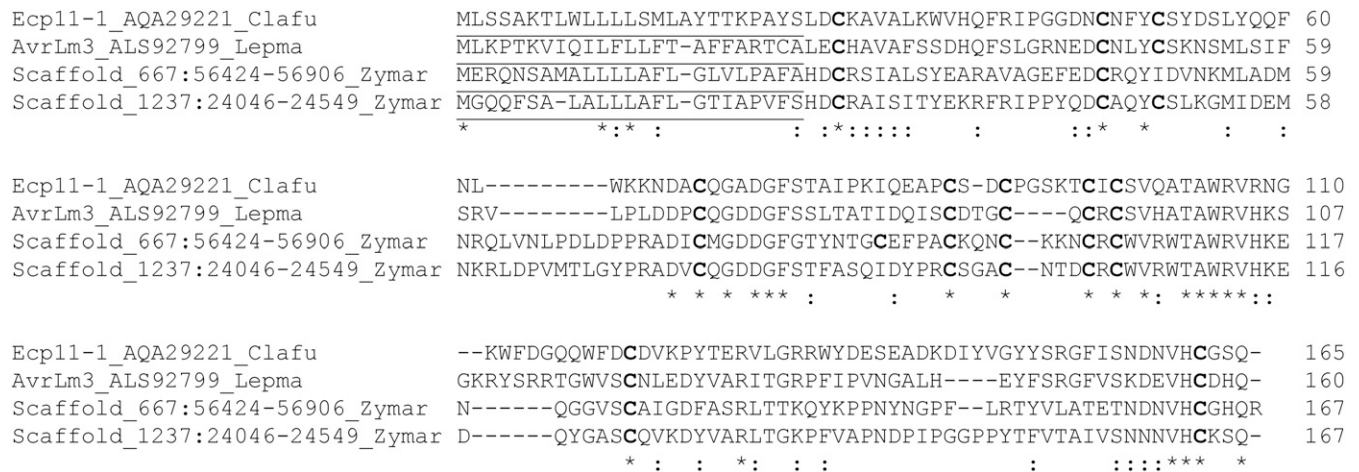 Ecp11-1_AQA29221_Clafu MLSSAKTLWLLLLSMLAYTTKPAYSLDCKAVALKWVHQFRIPGGDNCNFYCSYDSLYQQF 60
AvrLm3_ALS92799_Lepma MLKPTKVIQILFLLFT-AFFARTCALECHAVAFSSDHQFSLGRNEDCNLYCSKNSMLSIF 59
Scaffold_667:56424-56906_Zymar MERQNSAMALLLLAFL-GLVLPAFAHDCRSIALSYEARAVAGEFEDCRQYIDVNKMLADM 59
Scaffold_1237:24046-24549_Zymar MGQQFSA-LALLLAFL-GTIAPVFSHDCRAISITYEKRFRIPPYQDCAQYCSLKGMIDEM 58
* *:* : : :*::::: : ::* * : :
Ecp11-1_AQA29221_Clafu NL---------WKKNDACQGADGFSTAIPKIQEAPCS-DCPGSKTCICSVQATAWRVRNG 110
AvrLm3_ALS92799_Lepma SRV--------LPLDDPCQGDDGFSSLTATIDQISCDTGC----QCRCSVHATAWRVHKS 107
Scaffold_667:56424-56906_Zymar NRQLVNLPDLDPPRADICMGDDGFGTYNTGCEFPACKQNC--KKNCRCWVRWTAWRVHKE 117
Scaffold_1237:24046-24549_Zymar NKRLDPVMTLGYPRADVCQGDDGFSTFASQIDYPRCSGAC--NTDCRCWVRWTAWRVHKE 116
* * * *** : : * * * * *: *****::
Ecp11-1_AQA29221_Clafu --KWFDGQQWFDCDVKPYTERVLGRRWYDESEADKDIYVGYYSRGFISNDNVHCGSQ- 165
AvrLm3_ALS92799_Lepma GKRYSRRTGWVSCNLEDYVARITGRPFIPVNGALH----EYFSRGFVSKDEVHCDHQ- 160
Scaffold_667:56424-56906_Zymar N------QGGVSCAIGDFASRLTTKQYKPPNYNGPF--LRTYVLATETNDNVHCGHQR 167
Scaffold_1237:24046-24549_Zymar D------QYGASCQVKDYVARLTGKPFVAPNDPIPGGPPYTFVTAIVSNNNVHCKSQ- 167
* : : *: : : : ::::*** *